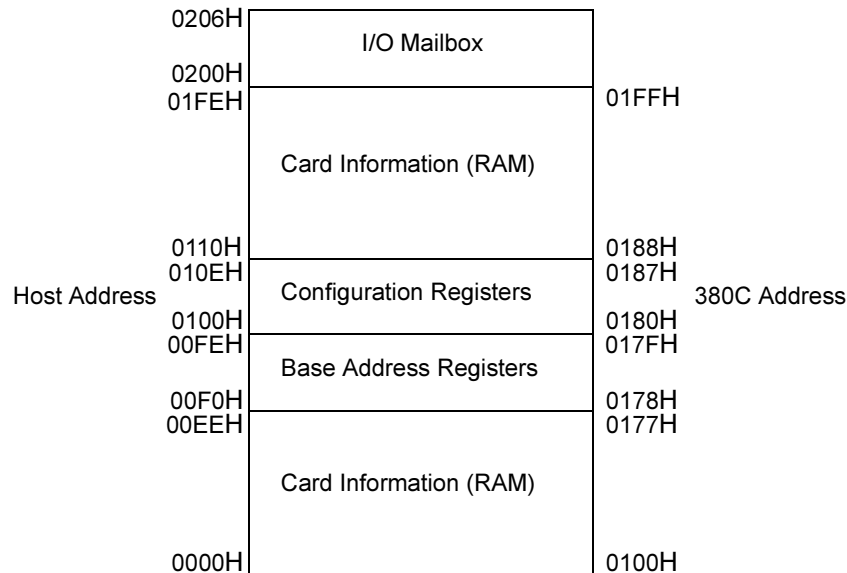 0206H
I/O Mailbox
0200H
01FEH
01FFH
Card Information (RAM)
0110H
0188H
010EH
0187H
Host Address
Configuration Registers
380C Address
0100H
0180H
00FEH
017FH
Base Address Registers
00F0H
0178H
00EEH
0177H
Card Information (RAM)
0000H
0100H